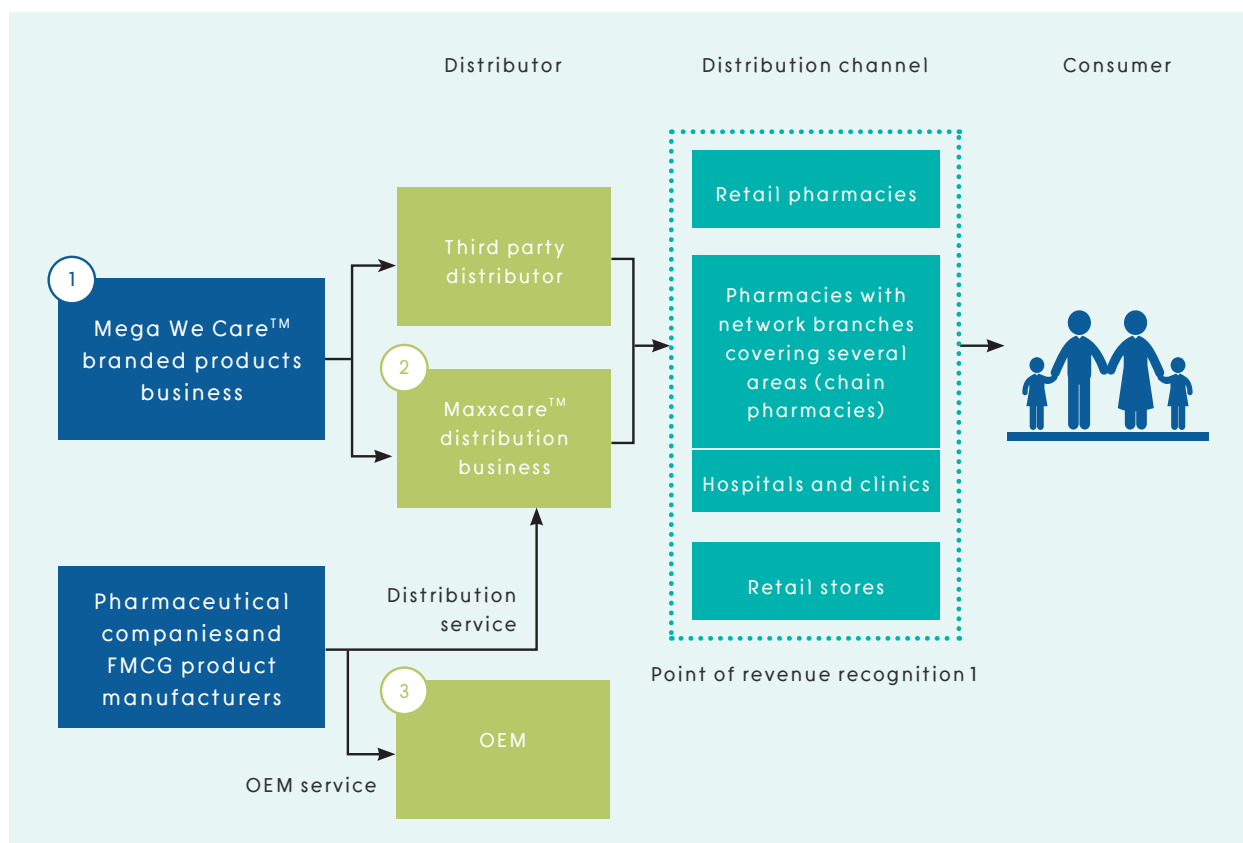 Distributor
Distribution channel
Consumer
1
Mega We Care™
branded products
business
Third party
distributor
2
Maxxcare™
distribution
business
Retail pharmacies
Pharmacies with
network branches
covering several
areas (chain
pharmacies)
Hospitals and clinics
Retail stores
Point of revenue recognition 1
Pharmaceutical
companiesand
FMCG product
manufacturers
Distribution
service
3
OEM
OEM service